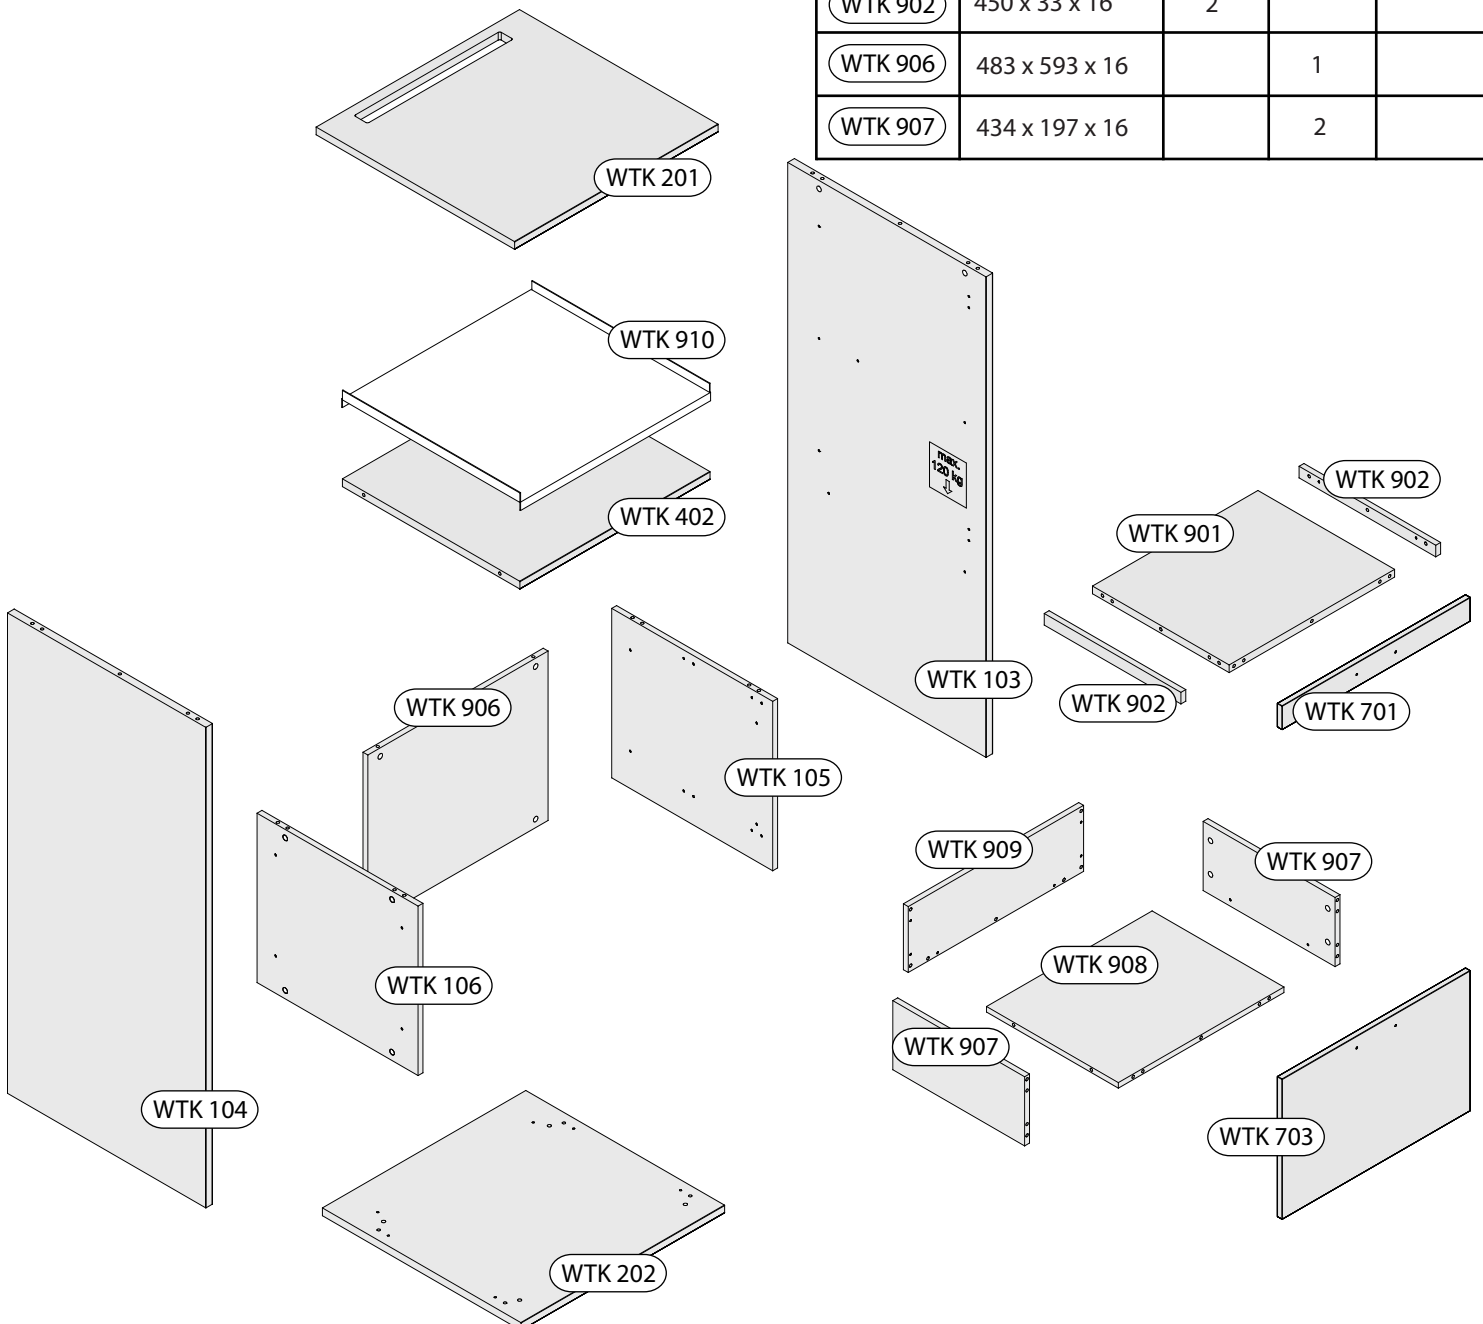 WTK 902 450 x 33 x 16 2
WTK 906 483 x 593 x 16 1
WTK 907 434 x 197 x 16 2
WTK 201
WTK 910
WTK 402
max.
120 kg
WTK 902
WTK 901
WTK 103
WTK 902
WTK 701
WTK 906
WTK 105
WTK 909
WTK 907
WTK 106
WTK 908
WTK 907
WTK 104
WTK 703
WTK 202